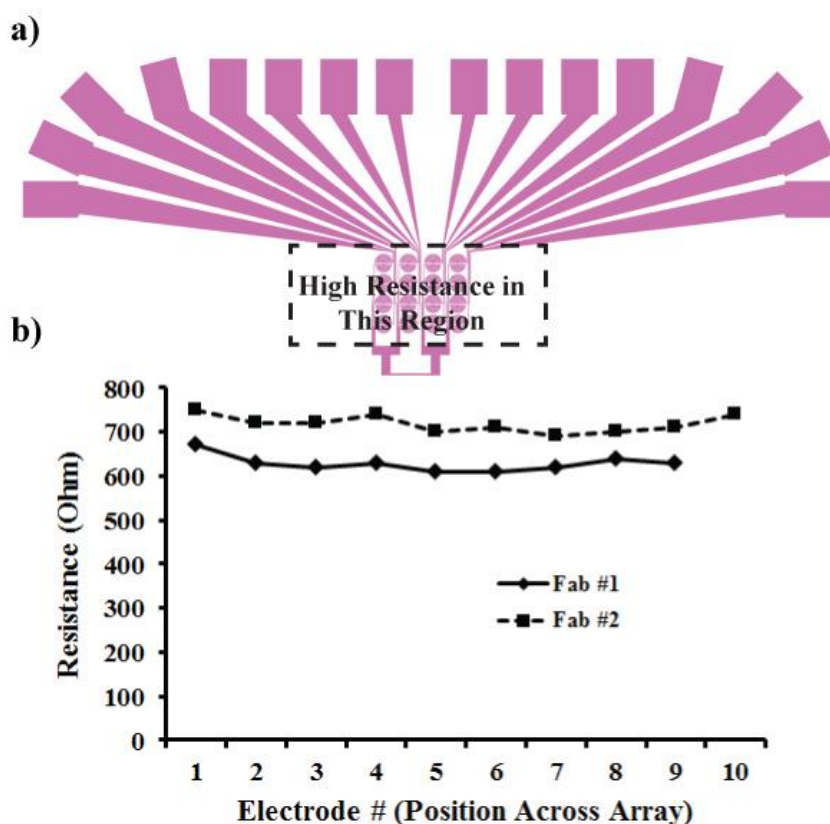 a)
High Resistance in
This Region
b)
800
700
600
500
400
300
200
100
0
Resistance (Ohm)
Fab #1
Fab #2
1 2 3 4 5 6 7 8 9 10
Electrode # (Position Across Array)